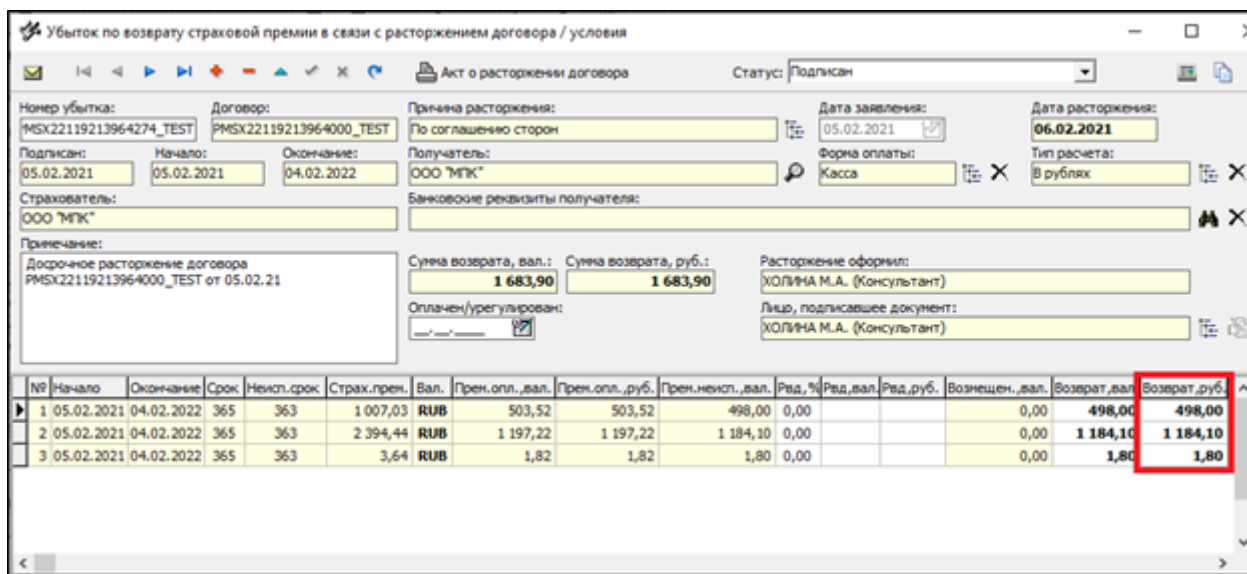 Убыток по возврату страховой премии в связи с расторжением договора / условия
Акт о расторжении договора Статус: Подписан
Номер убытка: Договор: Причина расторжения: Дата заявления: Дата расторжения:
MSX22119213964274_TEST PMSX22119213964000_TEST По соглашению сторон 05.02.2021 06.02.2021
Подписан: Начало: Окончание: Получатель: Форма оплаты: Тип расчета:
05.02.2021 05.02.2021 04.02.2022 ООО "МПК" Касса В рублях
Страхователь: Банковские реквизиты получателя:
ООО "МПК"
Примечание:
Досрочное расторжение договора
PMSX22119213964000_TEST от 05.02.21
Сумма возврата, вал.: Сумма возврата, руб.: Расторжение оформил:
1 683,90 1 683,90 ХОЛИНА М.А. (Консультант)
Оплачен/урегулирован: Лицо, подписавшее документ:
__.__.____ ХОЛИНА М.А. (Консультант)
№ Начало Окончание Срок Неисп.срок Страх.прен. Вал. Прен.опл.,вал. Прен.опл.,руб. Прен.неисп.,вал. Рвд,% Рвд,вал. Рвд,руб. Возмещен.,вал. Возврат,вал Возврат,руб.
1 05.02.2021 04.02.2022 365 363 1 007,03 RUB 503,52 503,52 498,00 0,00 0,00 498,00 498,00
2 05.02.2021 04.02.2022 365 363 2 394,44 RUB 1 197,22 1 197,22 1 184,10 0,00 0,00 1 184,10 1 184,10
3 05.02.2021 04.02.2022 365 363 3,64 RUB 1,82 1,82 1,80 0,00 0,00 1,80 1,80